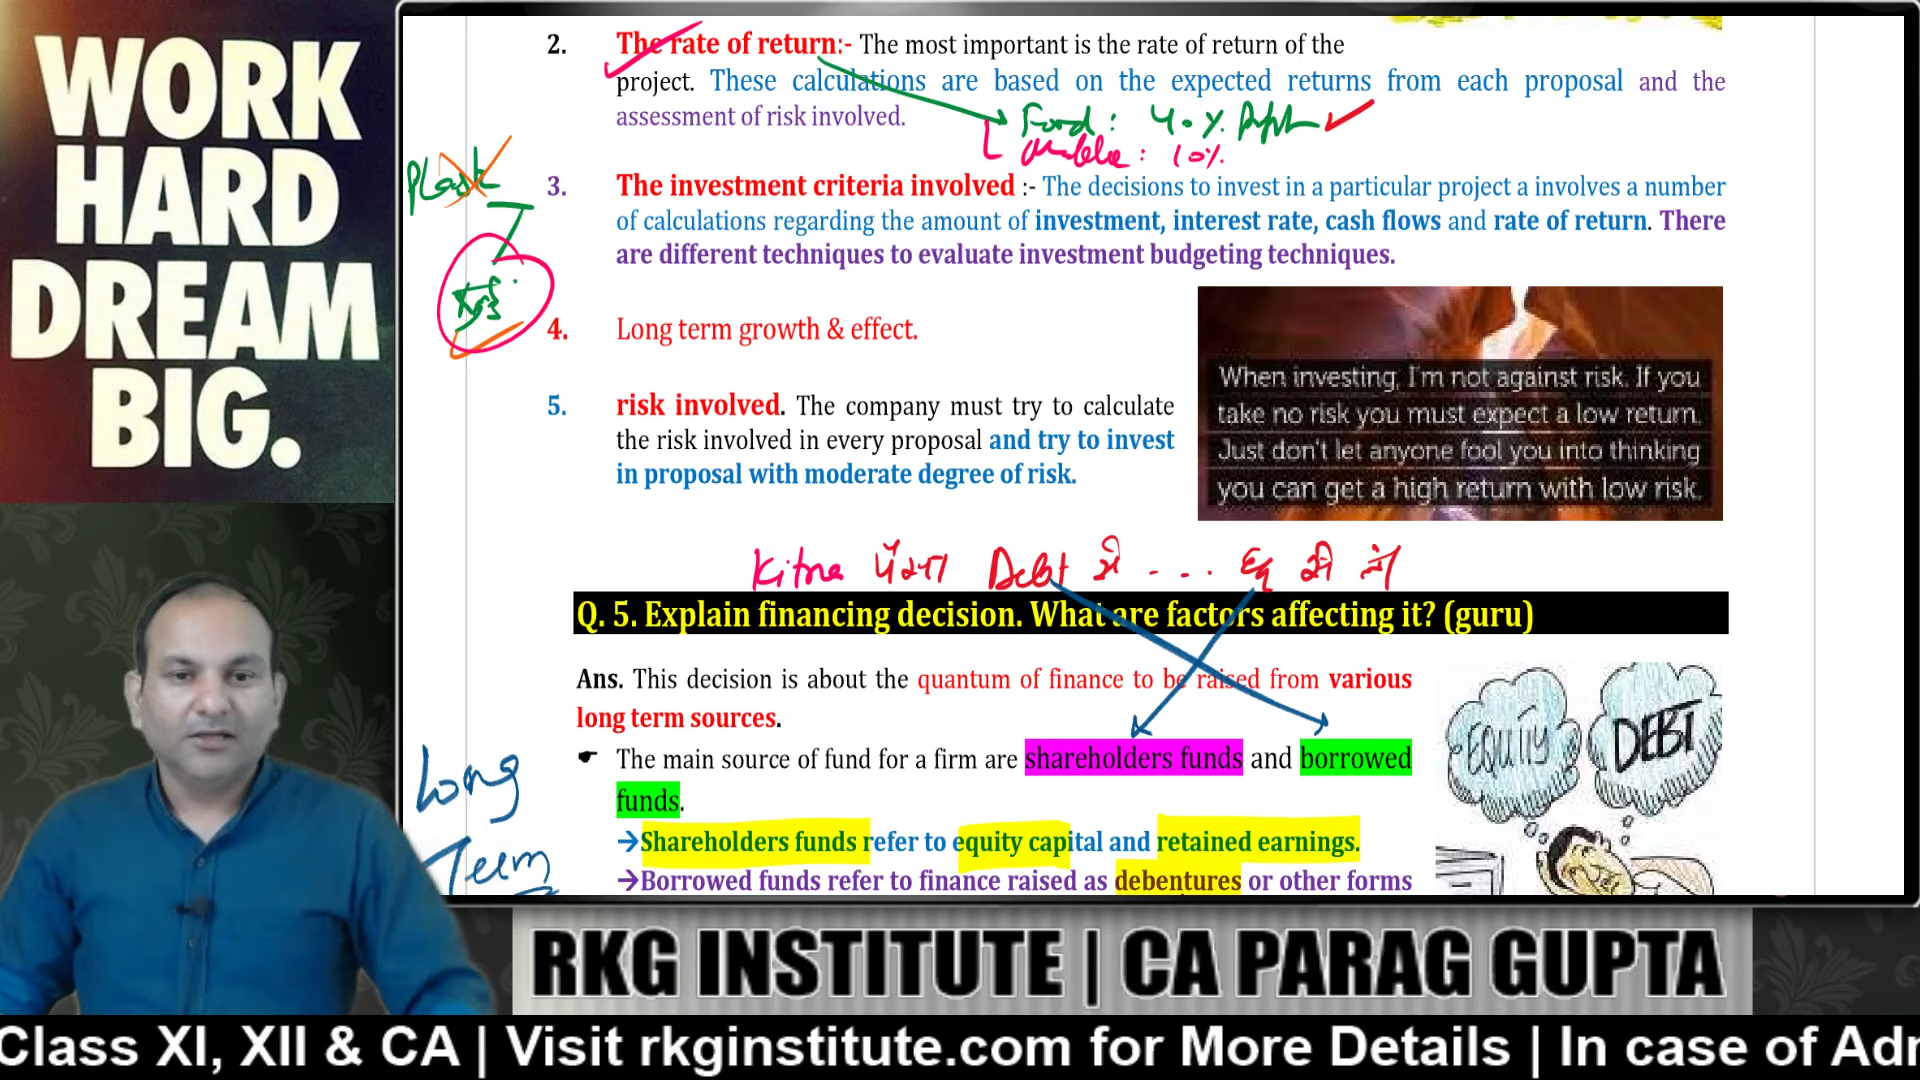 WORK
HARD
DREAM
BIG.
2. The rate of return:- The most important is the rate of return of the
project. These calculations are based on the expected returns from each proposal and the
assessment of risk involved.
Food : 40%
: 10%
3. The investment criteria involved :- The decisions to invest in a particular project a involves a number
of calculations regarding the amount of investment, interest rate, cash flows and rate of return. There
are different techniques to evaluate investment budgeting techniques.
4. Long term growth & effect.
5. risk involved. The company must try to calculate
the risk involved in every proposal and try to invest
in proposal with moderate degree of risk.
When investing, I'm not against risk. If you
take no risk you must expect a low return.
Just don't let anyone fool you into thinking
you can get a high return with low risk.
Kitna पैसा Debt से ... Eq से
Q. 5. Explain financing decision. What are factors affecting it? (guru)
Ans. This decision is about the quantum of finance to be raised from various
long term sources.
The main source of fund for a firm are shareholders funds and borrowed
funds.
→Shareholders funds refer to equity capital and retained earnings.
→Borrowed funds refer to finance raised as debentures or other forms
EQUITY
DEBT
Long
Term
RKG INSTITUTE | CA PARAG GUPTA
Class XI, XII & CA | Visit rkginstitute.com for More Details | In case of Adm